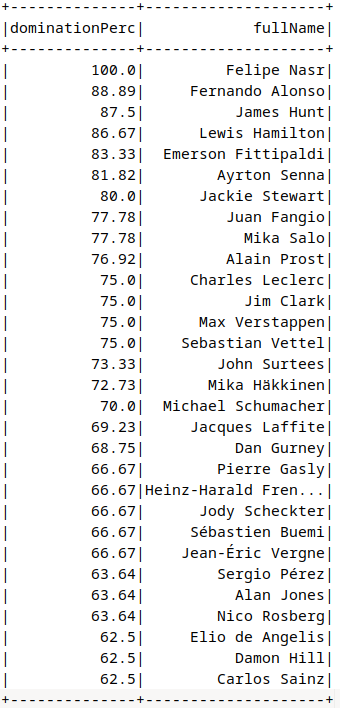 +--------------+--------------------+
|dominationPerc|            fullName|
+--------------+--------------------+
|         100.0|         Felipe Nasr|
|         88.89|     Fernando Alonso|
|          87.5|          James Hunt|
|         86.67|      Lewis Hamilton|
|         83.33|  Emerson Fittipaldi|
|         81.82|        Ayrton Senna|
|          80.0|      Jackie Stewart|
|         77.78|         Juan Fangio|
|         77.78|           Mika Salo|
|         76.92|         Alain Prost|
|          75.0|     Charles Leclerc|
|          75.0|           Jim Clark|
|          75.0|      Max Verstappen|
|          75.0|    Sebastian Vettel|
|         73.33|        John Surtees|
|         72.73|       Mika Häkkinen|
|          70.0|  Michael Schumacher|
|         69.23|     Jacques Laffite|
|         68.75|          Dan Gurney|
|         66.67|        Pierre Gasly|
|         66.67|Heinz-Harald Fren...|
|         66.67|      Jody Scheckter|
|         66.67|     Sébastien Buemi|
|         66.67|    Jean-Éric Vergne|
|         63.64|        Sergio Pérez|
|         63.64|          Alan Jones|
|         63.64|        Nico Rosberg|
|          62.5|     Elio de Angelis|
|          62.5|          Damon Hill|
|          62.5|        Carlos Sainz|
+--------------+--------------------+